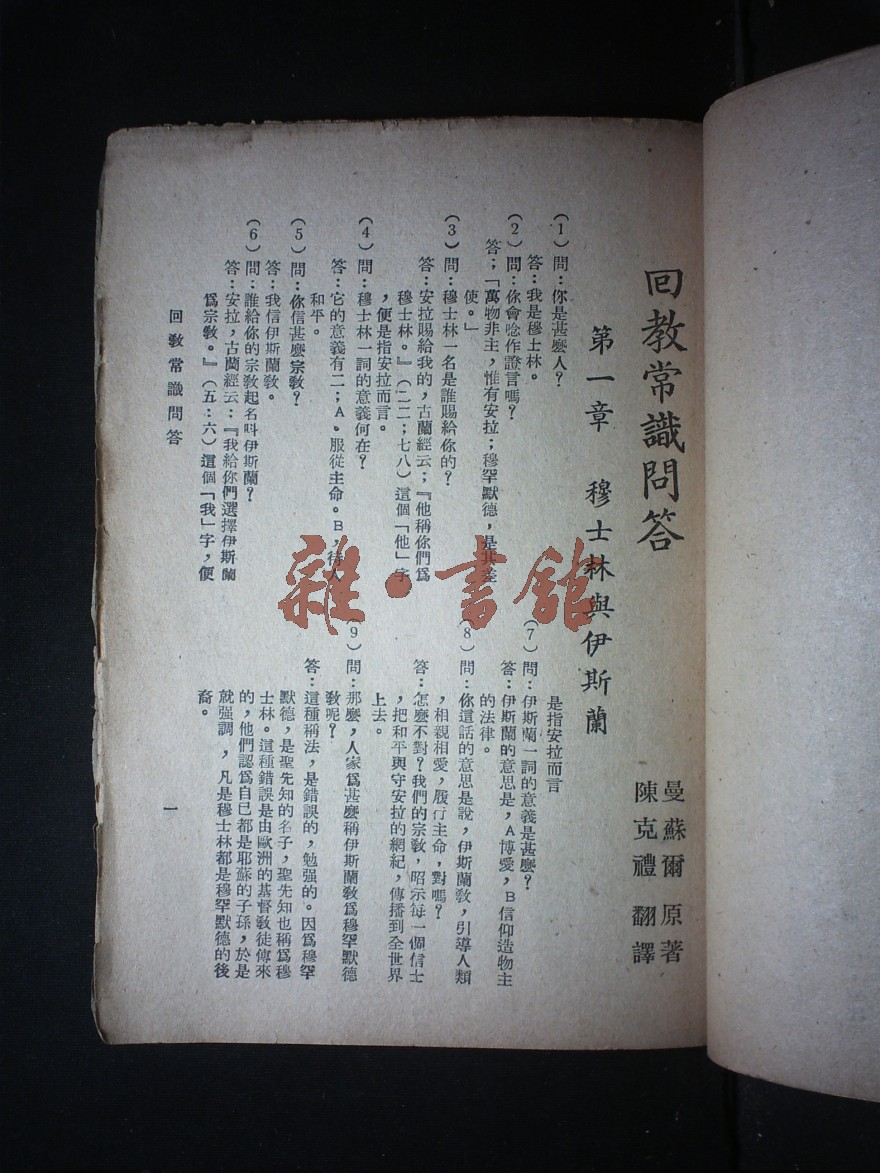 回教常識問答
曼蘇爾 原著
陳克禮 翻譯
第一章 穆士林與伊斯蘭
(1)問:你是甚麼人?
答:我是穆士林。
(2)問:你會唸作證言嗎?
答;「萬物非主,惟有安拉;穆罕默德,是其差
使。」
(3)問:穆士林一名是誰賜給你的?
答:安拉賜給我的,古蘭經云;『他稱你們爲
穆士林。』(二二;七八)這個「他」字
,便是指安拉而言。
(4)問:穆士林一詞的意義何在?
答:它的意義有二;A。服從主命。B 待人
和平。
(5)問:你信甚麼宗教?
答:我信伊斯蘭教。
(6)問:誰給你的宗教起名呌伊斯蘭?
答:安拉,古蘭經云:『我給你們選擇伊斯蘭
爲宗教。』(五:六)這個「我」字,便
是指安拉而言
(7)問:伊斯蘭一詞的意義是甚麼?
答:伊斯蘭的意思是,A博愛,B信仰造物主
的法律。
(8)問:你這話的意思是說,伊斯蘭教,引導人類
,相親相愛,履行主命,對嗎?
答:怎麼不對?我們的宗教,昭示每一個信士
,把和平與守安拉的網紀,傳播到全世界
上去。
(9)問:那麼,人家爲甚麼稱伊斯蘭教爲穆罕默德
教呢?
答:這種稱法,是錯誤的,勉强的。因爲穆罕
默德,是聖先知的名子,聖先知也稱爲穆
士林。這種錯誤是由歐洲的基督教徒傳來
的,他們認爲自已都是耶蘇的子孫,於是
就强調,凡是穆士林都是穆罕默德的後
裔。
回教常識問答
一
雜·書館